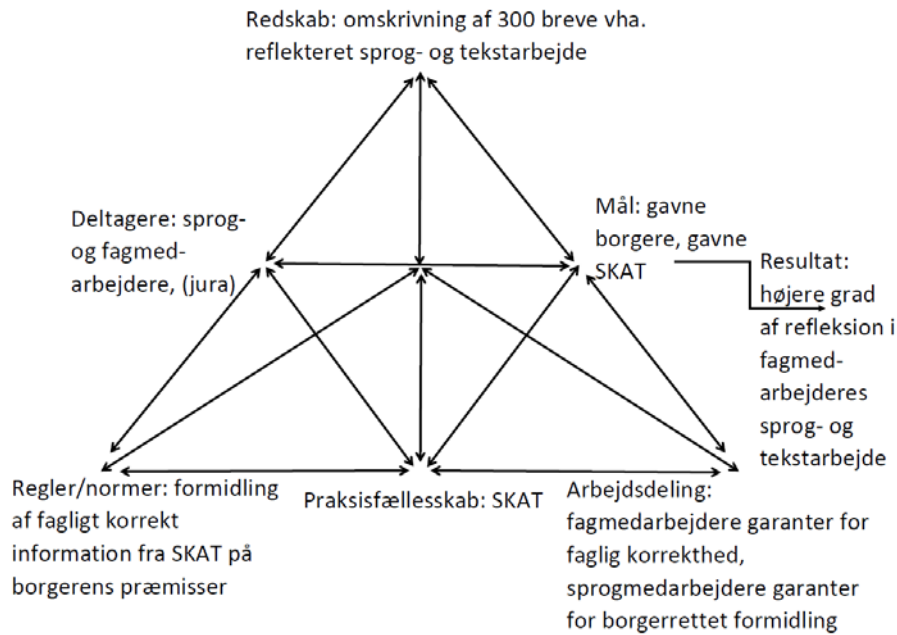 Redskab: omskrivning af 300 breve vha.
reflekteret sprog- og tekstarbejde
Deltagere: sprog-
og fagmed-
arbejdere, (jura)
Mål: gavne
borgere, gavne
SKAT
Resultat:
højere grad
af refleksion i
fagmed-
arbejderes
sprog- og
tekstarbejde
Regler/normer: formidling
af fagligt korrekt
information fra SKAT på
borgerens præmisser
Praksisfællesskab: SKAT
Arbejdsdeling:
fagmedarbejdere garanter for
faglig korrekthed,
sprogmedarbejdere garanter
for borgerrettet formidling